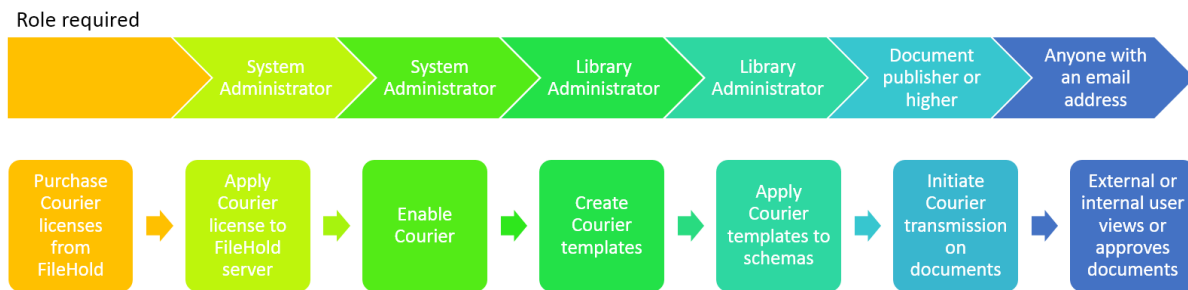 Role required
System
Administrator
System
Administrator
Library
Administrator
Library
Administrator
Document
publisher or
higher
Anyone with
an email
address
Purchase
Courier
licenses
from
FileHold
Apply
Courier
license to
FileHold
server
Enable
Courier
Create
Courier
templates
Apply
Courier
templates to
schemas
Initiate
Courier
transmission
on
documents
External or
internal user
views or
approves
documents